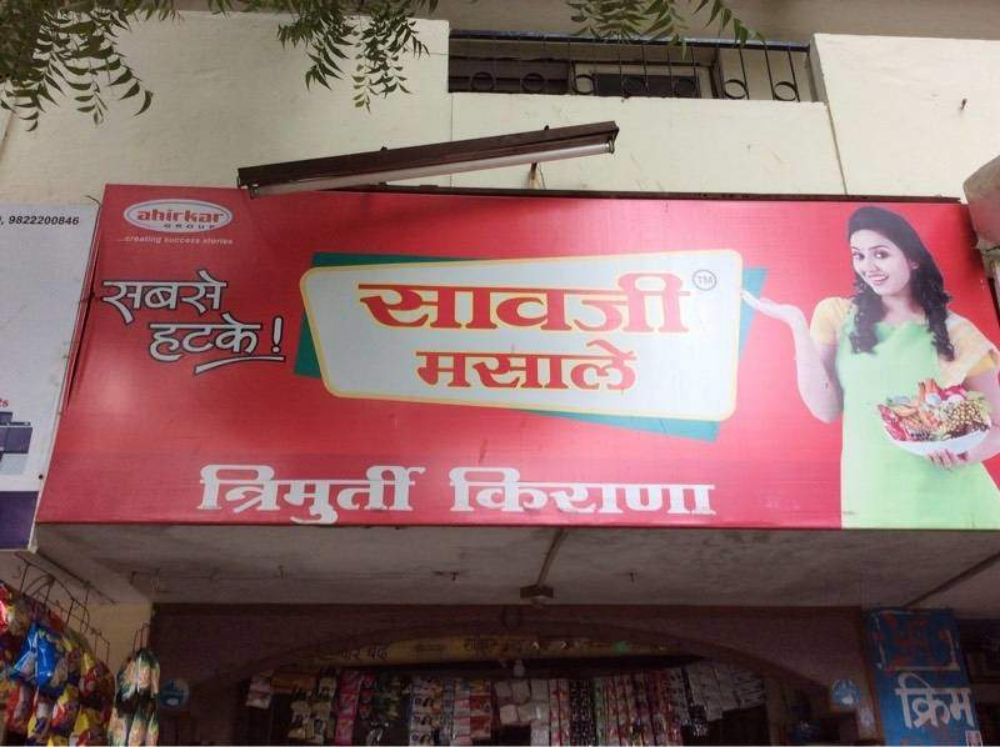 9822200846
ahirkar
GROUP
...creating success stories
सबसे
हटके!
सावजी TM
मसाले
त्रिमुर्ती किराणा
क्रिम